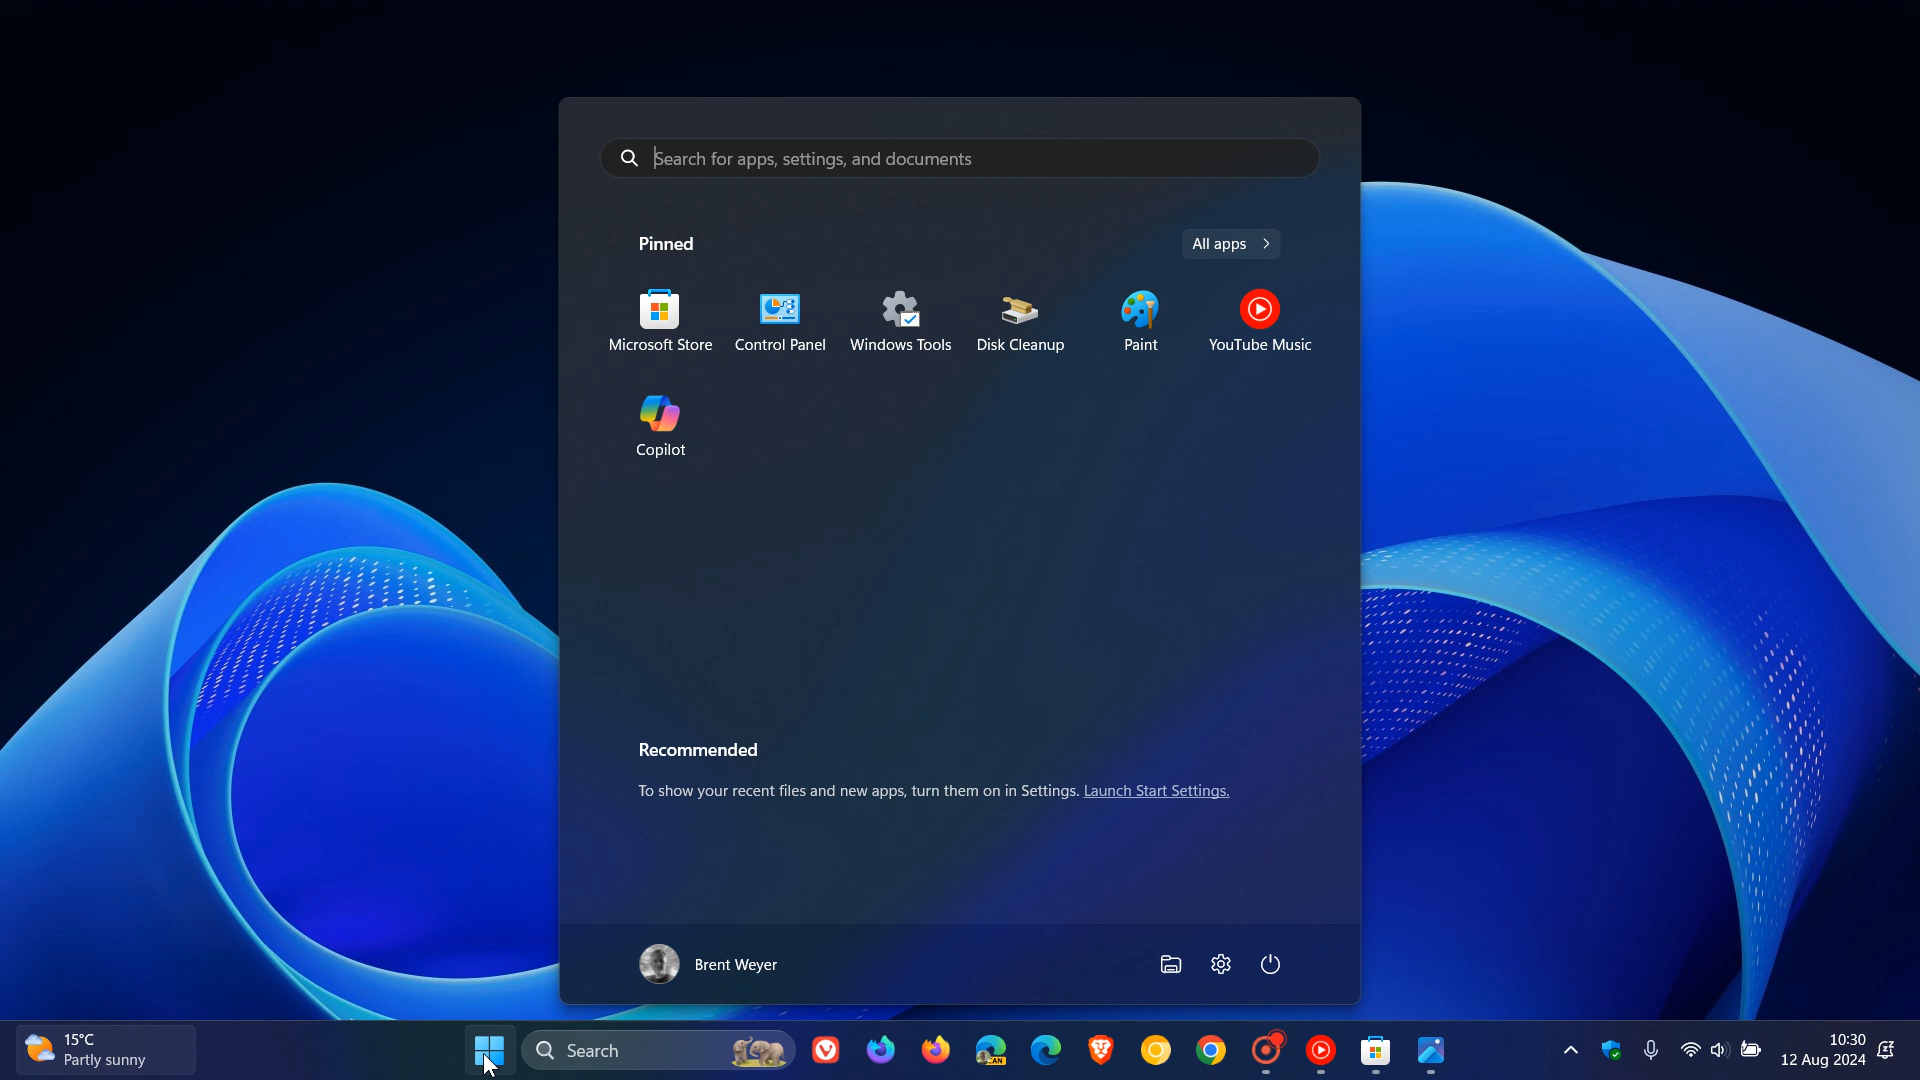 Search for apps, settings, and documents
Pinned
All apps
Microsoft Store
Control Panel
Windows Tools
Disk Cleanup
Paint
YouTube Music
Copilot
Recommended
To show your recent files and new apps, turn them on in Settings. Launch Start Settings.
Brent Weyer
15°C
Partly sunny
Search
CAN
10:30
12 Aug 2024